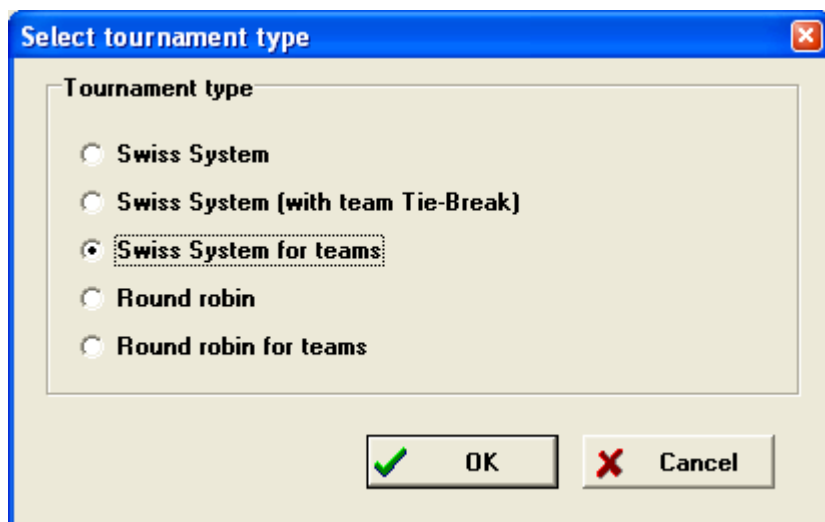 Select tournament type
Tournament type
Swiss System
Swiss System (with team Tie-Break)
Swiss System for teams
Round robin
Round robin for teams
OK
Cancel